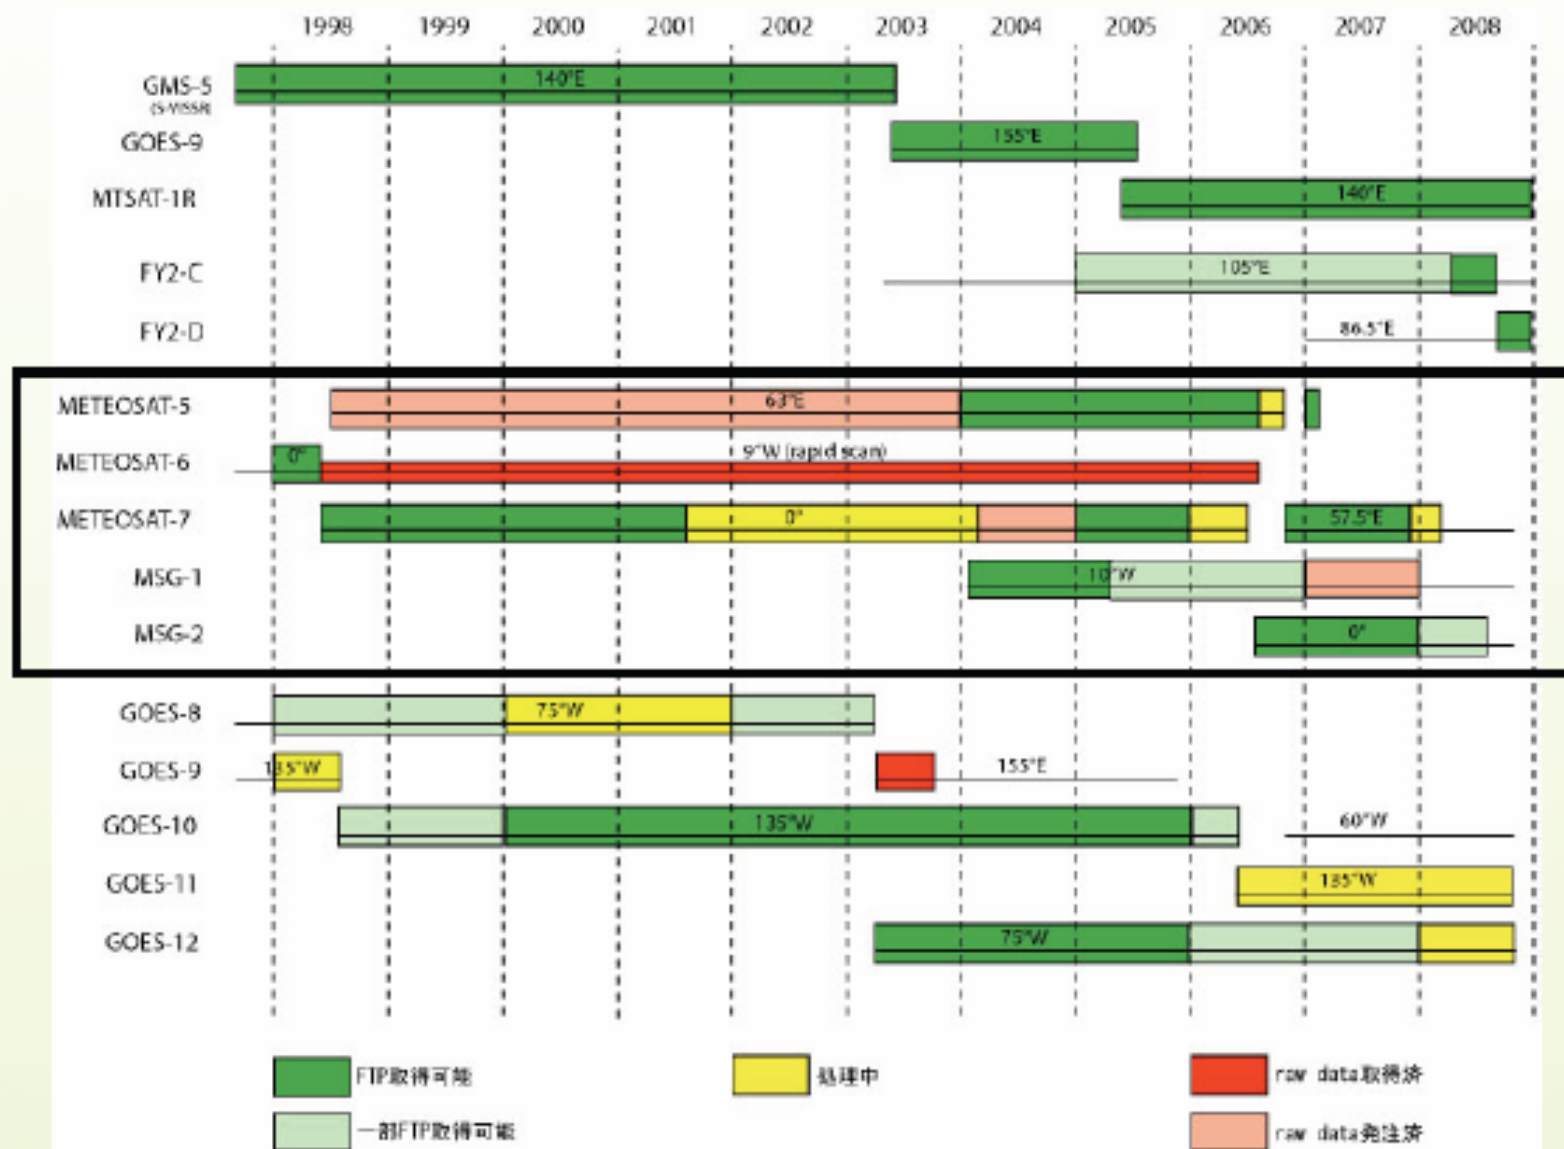 1998 1999 2000 2001 2002 2003 2004 2005 2006 2007 2008
GMS-5 140°E
(S-VISSR)
GOES-9 155°E
MTSAT-1R 140°E
FY2-C 105°E
FY2-D 86.5°E
METEOSAT-5 63°E
METEOSAT-6 0° 9°W (rapid scan)
METEOSAT-7 0° 57.5°E
MSG-1 10°W
MSG-2 0°
GOES-8 75°W
GOES-9 135°W 155°E
GOES-10 135°W 60°W
GOES-11 135°W
GOES-12 75°W
FTP取得可能 処理中 raw data取得済
一部FTP取得可能 raw data発注済